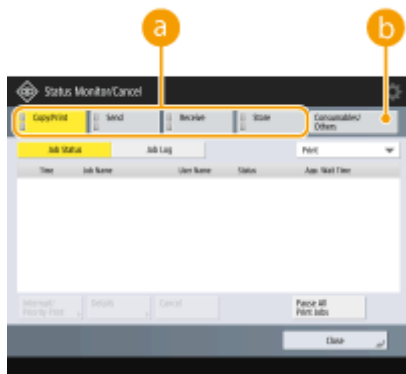 a
b
Status Monitor/Cancel
Copy/Print
Send
Receive
Store
Consumables/
Others
Job Status
Job Log
Print
Time
Job Name
User Name
Status
App. Wait Time
Interrupt/
Priority Print
Details
Cancel
Pause All
Print Jobs
Close